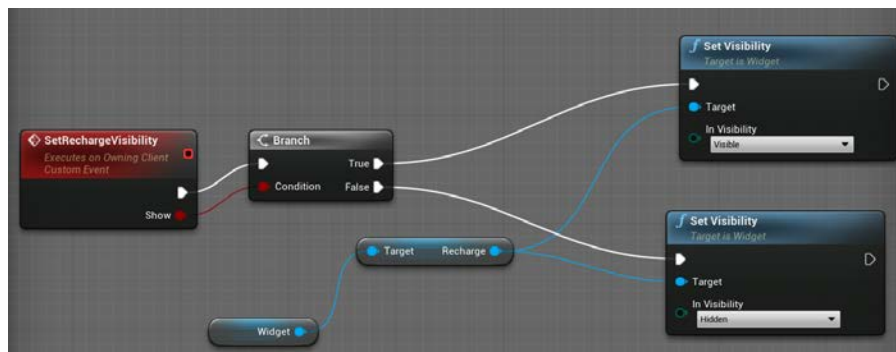 SetRechargeVisibility
Executes on Owning Client
Custom Event
Show
Branch
True
Condition
False
Target
Recharge
Widget
Set Visibility
Target is Widget
Target
In Visibility
Visible
Set Visibility
Target is Widget
Target
In Visibility
Hidden